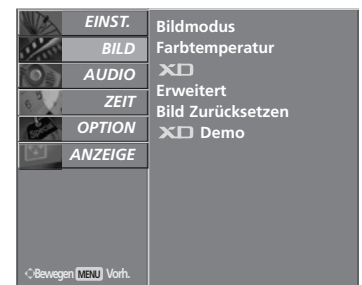 EINST.
BILD
AUDIO
ZEIT
OPTION
ANZEIGE
Bewegen MENU Vorh.
Bildmodus
Farbtemperatur
XD
Erweitert
Bild Zurücksetzen
XD Demo